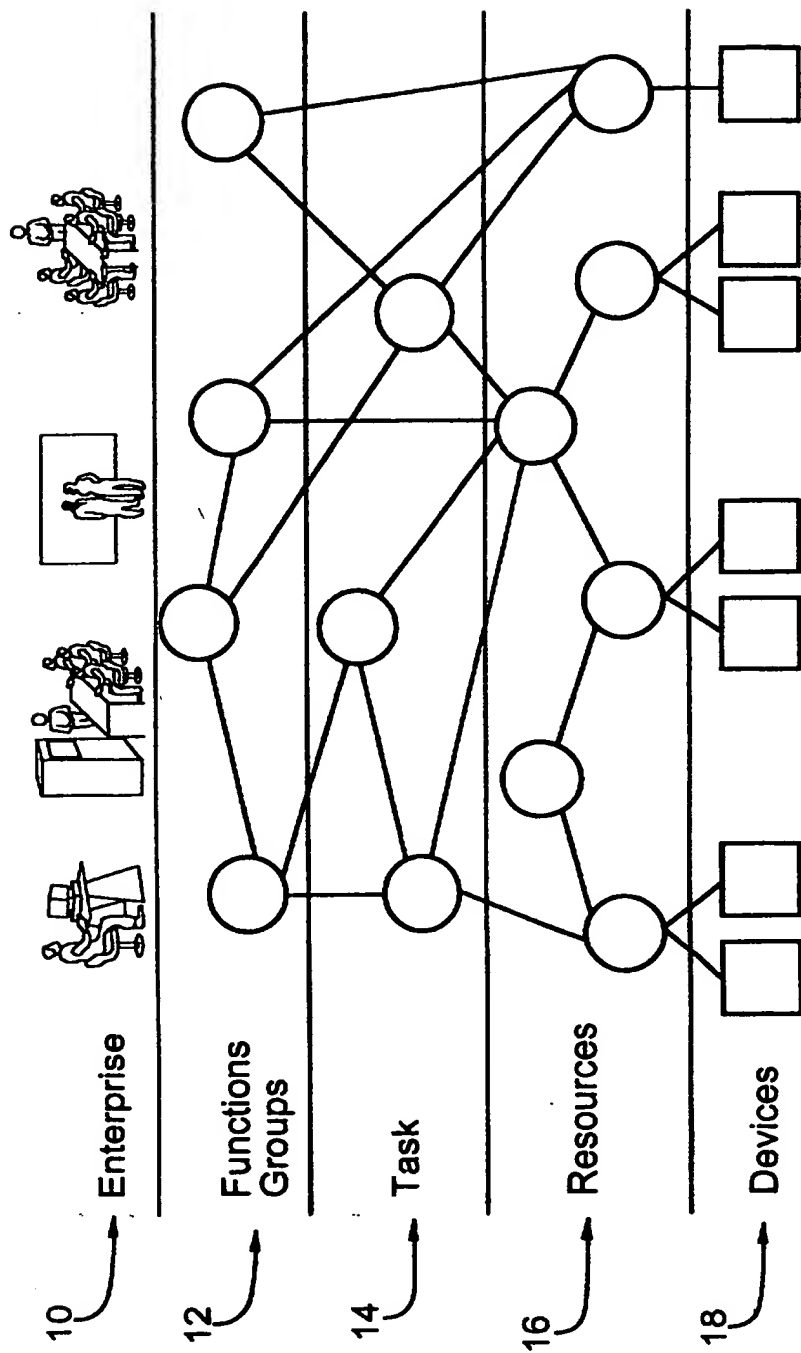 10
Enterprise
12
Functions
Groups
14
Task
16
Resources
18
Devices